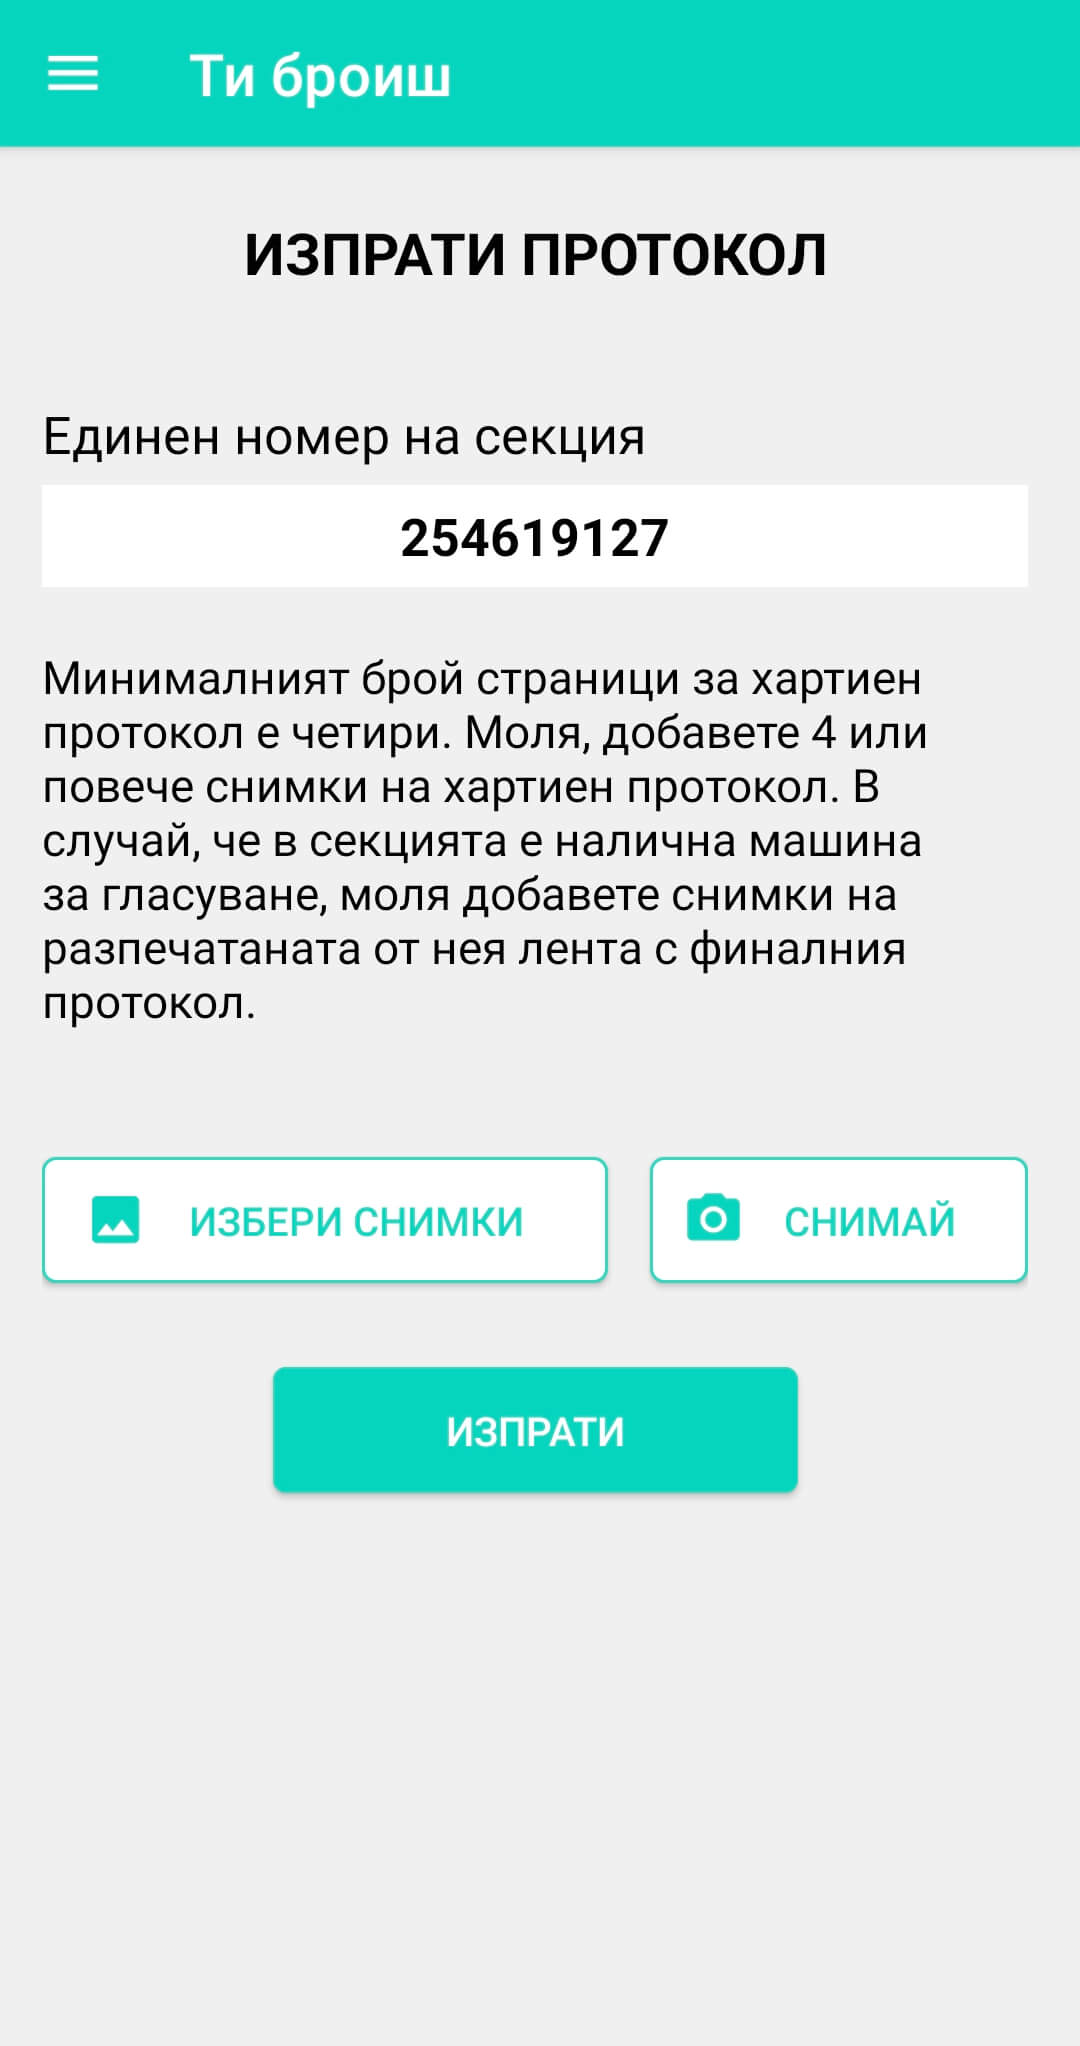 Ти броиш
ИЗПРАТИ ПРОТОКОЛ
Единен номер на секция
254619127
Минималният брой страници за хартиен
протокол е четири. Моля, добавете 4 или
повече снимки на хартиен протокол. В
случай, че в секцията е налична машина
за гласуване, моля добавете снимки на
разпечатаната от нея лента с финалния
протокол.
ИЗБЕРИ СНИМКИ
СНИМАЙ
ИЗПРАТИ